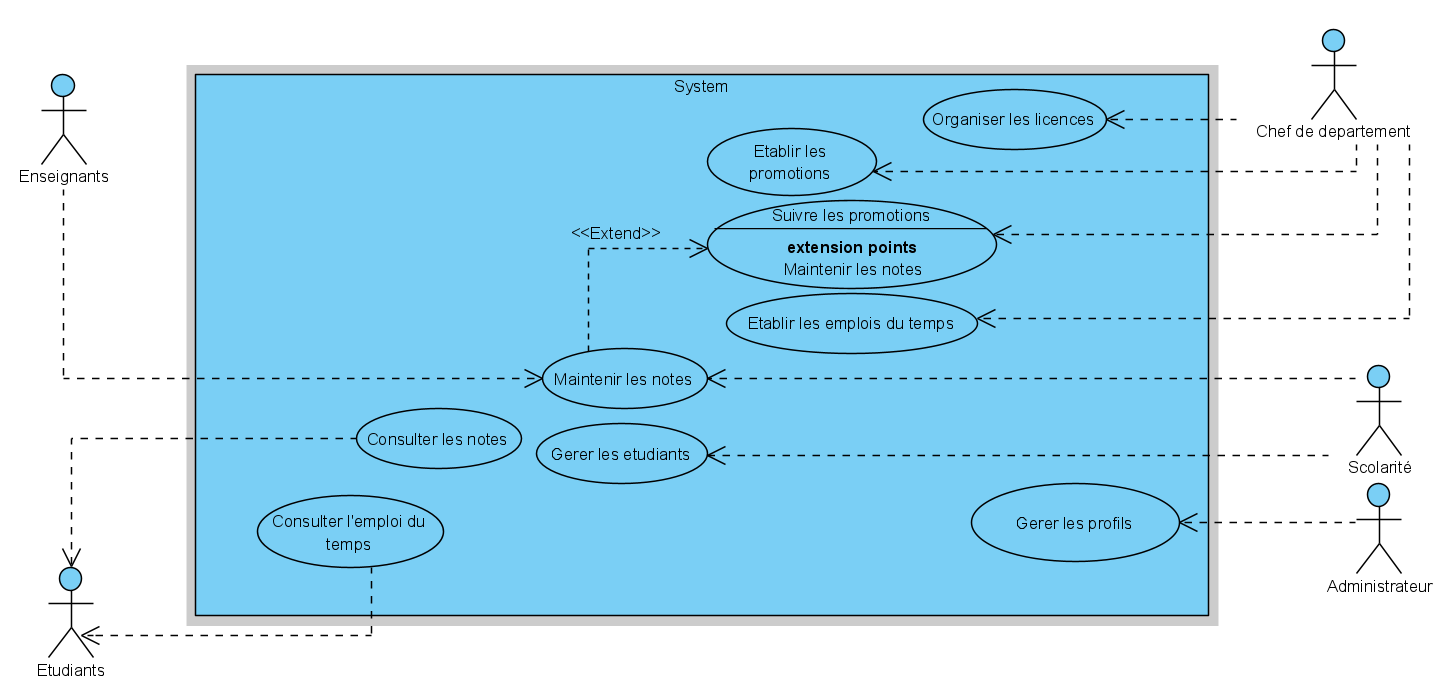 System
Organiser les licences
Chef de departement
Etablir les
promotions
Enseignants
Suivre les promotions
<<Extend>>
extension points
Maintenir les notes
Etablir les emplois du temps
Maintenir les notes
Consulter les notes
Gerer les etudiants
Scolarité
Consulter l'emploi du
temps
Gerer les profils
Administrateur
Etudiants